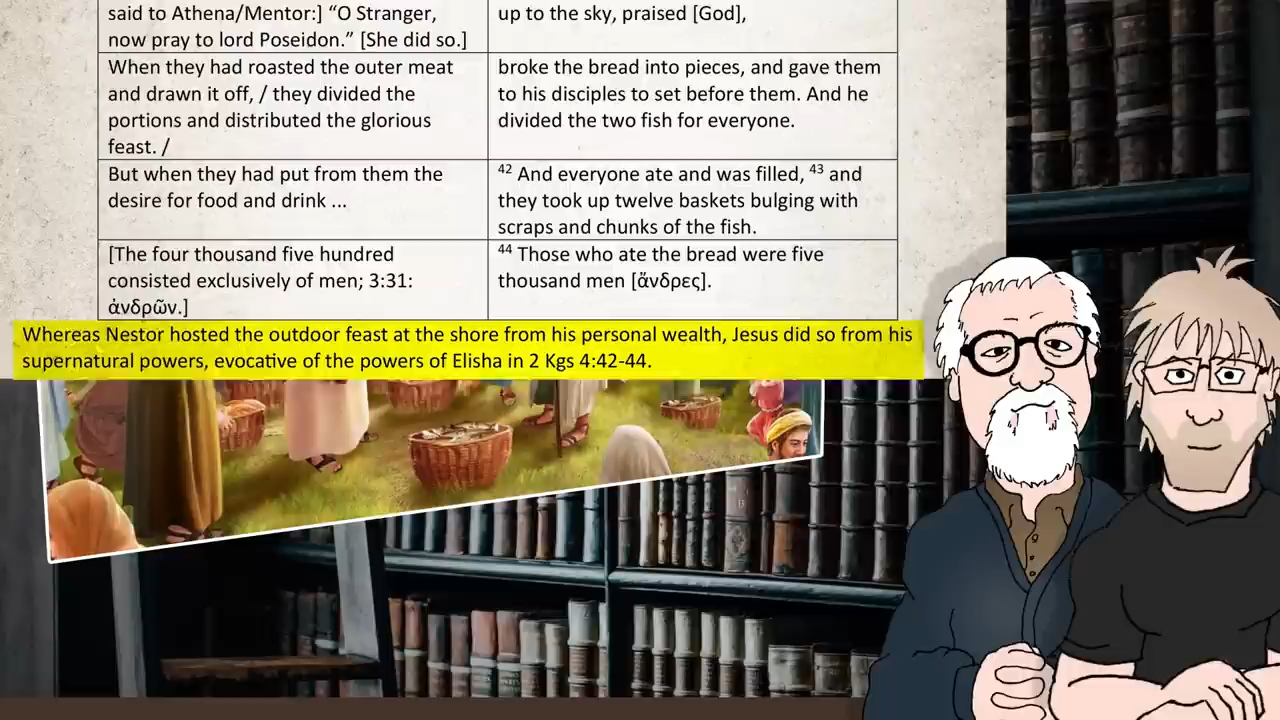 said to Athena/Mentor:] “O Stranger,
now pray to lord Poseidon.” [She did so.]
up to the sky, praised [God],
When they had roasted the outer meat
and drawn it off, / they divided the
portions and distributed the glorious
feast. /
broke the bread into pieces, and gave them
to his disciples to set before them. And he
divided the two fish for everyone.
But when they had put from them the
desire for food and drink ...
⁴² And everyone ate and was filled, ⁴³ and
they took up twelve baskets bulging with
scraps and chunks of the fish.
[The four thousand five hundred
consisted exclusively of men; 3:31:
ἀνδρῶν.]
⁴⁴ Those who ate the bread were five
thousand men [ἄνδρες].
Whereas Nestor hosted the outdoor feast at the shore from his personal wealth, Jesus did so from his
supernatural powers, evocative of the powers of Elisha in 2 Kgs 4:42-44.